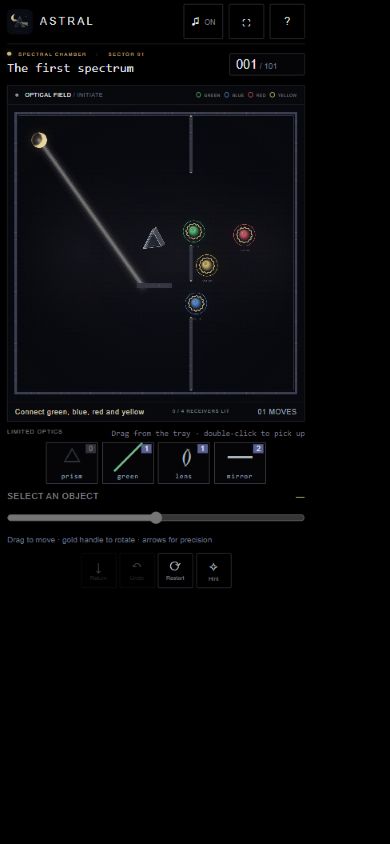 ASTRAL
ON
?
SPECTRAL CHAMBER · SECTOR 01
The first spectrum
001 / 101
OPTICAL FIELD / INITIATE
GREEN BLUE RED YELLOW
Connect green, blue, red and yellow
0 / 4 RECEIVERS LIT
01 MOVES
LIMITED OPTICS
Drag from the tray - double-click to pick up
0
prism
1
green
1
lens
2
mirror
SELECT AN OBJECT
—
Drag to move · gold handle to rotate · arrows for precision
Return
Undo
Restart
Hint